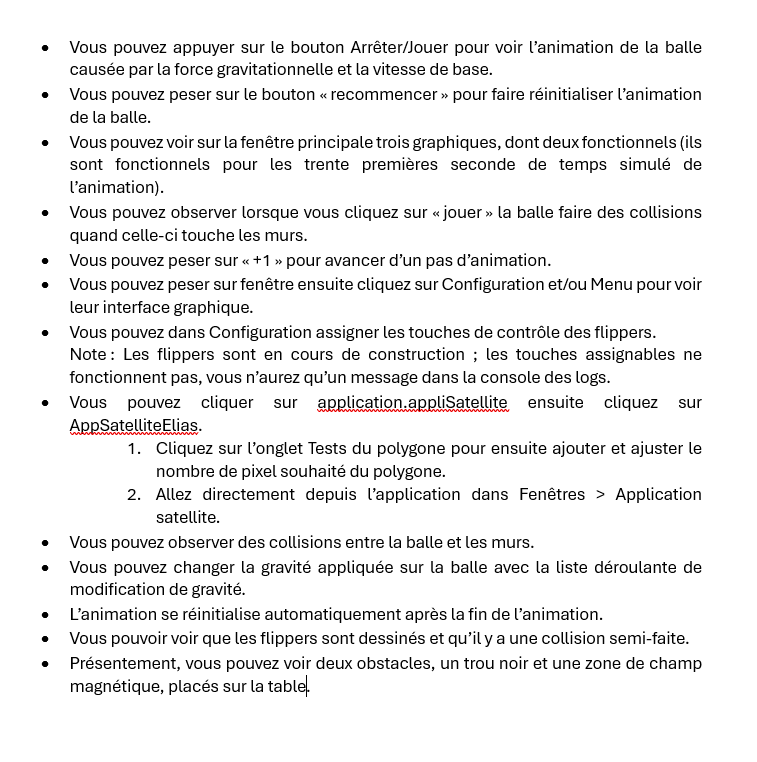 • Vous pouvez appuyer sur le bouton Arrêter/Jouer pour voir l’animation de la balle
causée par la force gravitationnelle et la vitesse de base.
• Vous pouvez peser sur le bouton « recommencer » pour faire réinitialiser l’animation
de la balle.
• Vous pouvez voir sur la fenêtre principale trois graphiques, dont deux fonctionnels (ils
sont fonctionnels pour les trente premières seconde de temps simulé de
l’animation).
• Vous pouvez observer lorsque vous cliquez sur « jouer » la balle faire des collisions
quand celle-ci touche les murs.
• Vous pouvez peser sur « +1 » pour avancer d’un pas d’animation.
• Vous pouvez peser sur fenêtre ensuite cliquez sur Configuration et/ou Menu pour voir
leur interface graphique.
• Vous pouvez dans Configuration assigner les touches de contrôle des flippers.
Note : Les flippers sont en cours de construction ; les touches assignables ne
fonctionnent pas, vous n’aurez qu’un message dans la console des logs.
• Vous pouvez cliquer sur application.appliSatellite ensuite cliquez sur
AppSatelliteElias.
1. Cliquez sur l’onglet Tests du polygone pour ensuite ajouter et ajuster le
nombre de pixel souhaité du polygone.
2. Allez directement depuis l’application dans Fenêtres > Application
satellite.
• Vous pouvez observer des collisions entre la balle et les murs.
• Vous pouvez changer la gravité appliquée sur la balle avec la liste déroulante de
modification de gravité.
• L’animation se réinitialise automatiquement après la fin de l’animation.
• Vous pouvoir voir que les flippers sont dessinés et qu’il y a une collision semi-faite.
• Présentement, vous pouvez voir deux obstacles, un trou noir et une zone de champ
magnétique, placés sur la table.